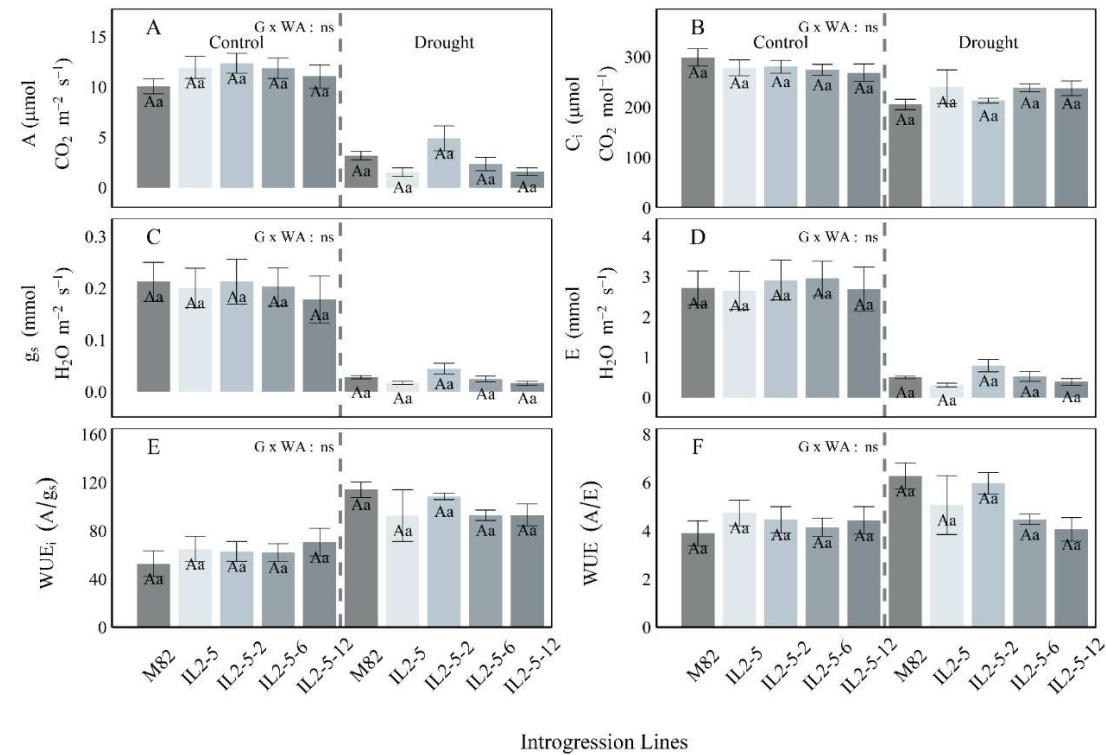 A
G x WA : ns
Control
Drought
15
10
5
0
A (μmol
CO₂ m⁻² s⁻¹)
Aa Aa Aa Aa Aa Aa Aa Aa Aa Aa
B
G x WA : ns
Control
Drought
300
200
100
0
Cᵢ (μmol
CO₂ mol⁻¹)
Aa Aa Aa Aa Aa Aa Aa Aa Aa Aa
C
G x WA : ns
0.3
0.2
0.1
0.0
gₛ (mmol
H₂O m⁻² s⁻¹)
Aa Aa Aa Aa Aa Aa Aa Aa Aa Aa
D
G x WA : ns
4
3
2
1
0
E (mmol
H₂O m⁻² s⁻¹)
Aa Aa Aa Aa Aa Aa Aa Aa Aa Aa
E
G x WA : ns
160
120
80
40
0
WUEᵢ (A/gₛ)
Aa Aa Aa Aa Aa Aa Aa Aa Aa Aa
M82 IL2-5 IL2-5-2 IL2-5-6 IL2-5-12 M82 IL2-5 IL2-5-2 IL2-5-6 IL2-5-12
F
G x WA : ns
8
6
4
2
0
WUE (A/E)
Aa Aa Aa Aa Aa Aa Aa Aa Aa Aa
M82 IL2-5 IL2-5-2 IL2-5-6 IL2-5-12 M82 IL2-5 IL2-5-2 IL2-5-6 IL2-5-12
Introgression Lines